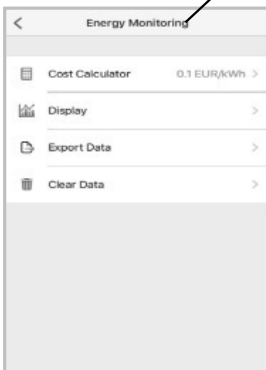 Energy Monitoring
Cost Calculator 0.1 EUR/kWh
Display
Export Data
Clear Data